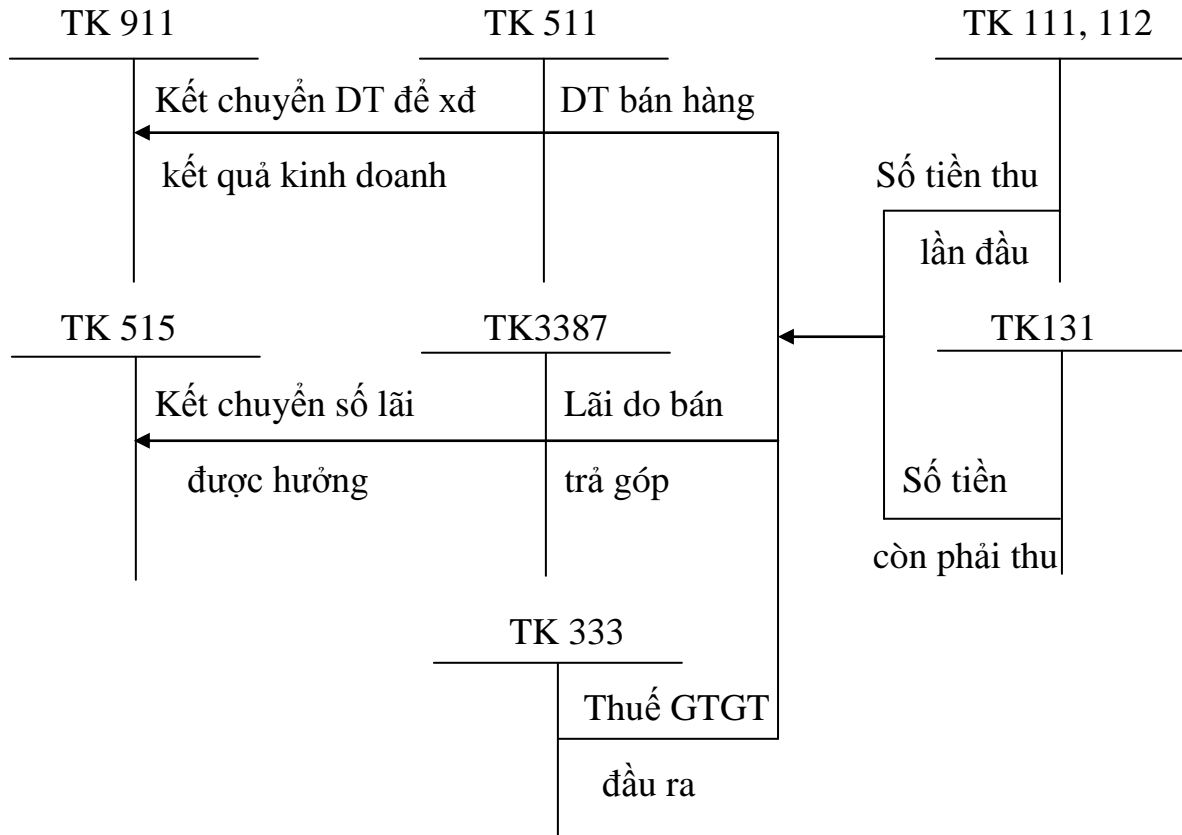 TK 911
TK 511
TK 111, 112
Kết chuyển DT để xđ
DT bán hàng
kết quả kinh doanh
Số tiền thu
lần đầu
TK 515
TK3387
TK131
Kết chuyển số lãi
Lãi do bán
được hưởng
trả góp
Số tiền
còn phải thu
TK 333
Thuế GTGT
đầu ra